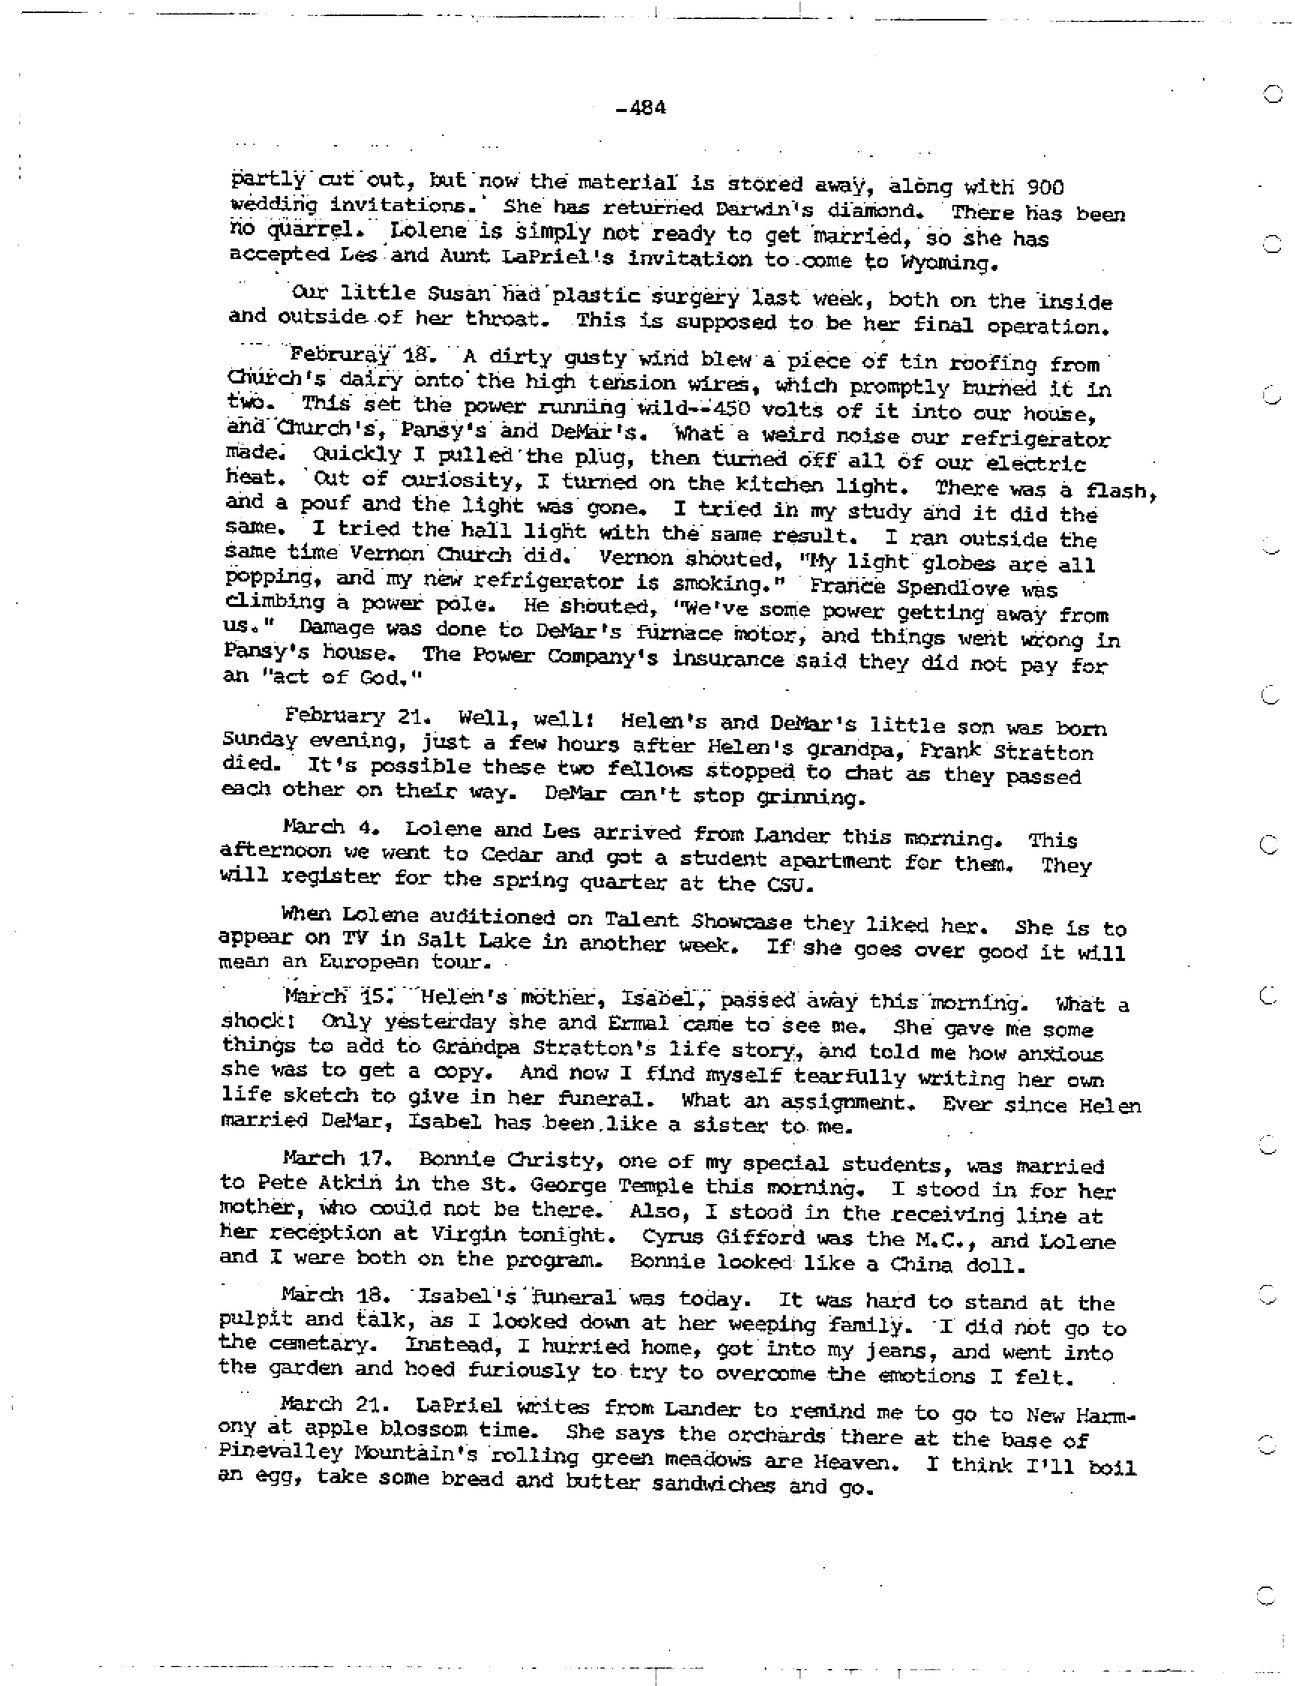 -484
partly cut out, but now the material is stored away, along with 900
wedding invitations. She has returned Darwin's diamond. There has been
no quarrel. Lolene is simply not ready to get married, so she has
accepted Les and Aunt LaPriel's invitation to come to Wyoming.
Our little Susan had plastic surgery last week, both on the inside
and outside of her throat. This is supposed to be her final operation.
Februray 18. A dirty gusty wind blew a piece of tin roofing from
Church's dairy onto the high tension wires, which promptly burned it in
two. This set the power running wild--450 volts of it into our house,
and Church's, Pansy's and DeMar's. What a weird noise our refrigerator
made. Quickly I pulled the plug, then turned off all of our electric
heat. Out of curiosity, I turned on the kitchen light. There was a flash,
and a pouf and the light was gone. I tried in my study and it did the
same. I tried the hall light with the same result. I ran outside the
same time Vernon Church did. Vernon shouted, "My light globes are all
popping, and my new refrigerator is smoking." France Spendlove was
climbing a power pole. He shouted, "We've some power getting away from
us." Damage was done to DeMar's furnace motor, and things went wrong in
Pansy's house. The Power Company's insurance said they did not pay for
an "act of God."
February 21. Well, well! Helen's and DeMar's little son was born
Sunday evening, just a few hours after Helen's grandpa, Frank Stratton
died. It's possible these two fellows stopped to chat as they passed
each other on their way. DeMar can't stop grinning.
March 4. Lolene and Les arrived from Lander this morning. This
afternoon we went to Cedar and got a student apartment for them. They
will register for the spring quarter at the CSU.
When Lolene auditioned on Talent Showcase they liked her. She is to
appear on TV in Salt Lake in another week. If she goes over good it will
mean an European tour.
March 15. Helen's mother, Isabel, passed away this morning. What a
shock! Only yesterday she and Ermal came to see me. She gave me some
things to add to Grandpa Stratton's life story, and told me how anxious
she was to get a copy. And now I find myself tearfully writing her own
life sketch to give in her funeral. What an assignment. Ever since Helen
married DeMar, Isabel has been like a sister to me.
March 17. Bonnie Christy, one of my special students, was married
to Pete Atkin in the St. George Temple this morning. I stood in for her
mother, who could not be there. Also, I stood in the receiving line at
her reception at Virgin tonight. Cyrus Gifford was the M.C., and Lolene
and I were both on the program. Bonnie looked like a China doll.
March 18. Isabel's funeral was today. It was hard to stand at the
pulpit and talk, as I looked down at her weeping family. I did not go to
the cemetary. Instead, I hurried home, got into my jeans, and went into
the garden and hoed furiously to try to overcome the emotions I felt.
March 21. LaPriel writes from Lander to remind me to go to New Harm-
ony at apple blossom time. She says the orchards there at the base of
Pinevalley Mountain's rolling green meadows are Heaven. I think I'll boil
an egg, take some bread and butter sandwiches and go.